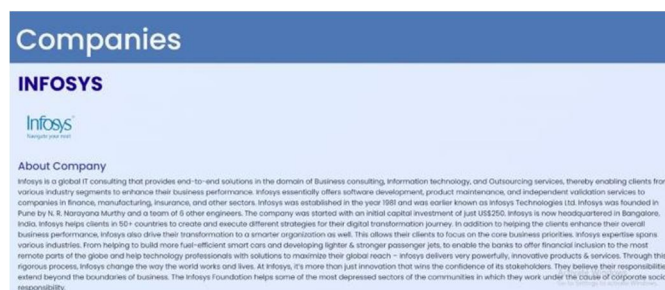 Companies
INFOSYS
Infosys
Navigate your next
About Company
Infosys is a global IT consulting that provides end-to-end solutions in the domain of Business consulting, Information technology, and Outsourcing services, thereby enabling clients from
various industry segments to enhance their business performance. Infosys essentially offers software development, product maintenance, and independent validation services to
companies in finance, manufacturing, insurance, and other sectors. Infosys was established in the year 1981 and was earlier known as Infosys Technologies Ltd. Infosys was founded in
Pune by N. R. Narayana Murthy and a team of 6 other engineers. The company was started with an initial capital investment of just US$250. Infosys is now headquartered in Bangalore,
India. Infosys helps clients in 50+ countries to create and execute different strategies for their digital transformation journey. In addition to helping the clients enhance their overall
business performance, Infosys also drive their transformation to a smarter organization as well. This allows their clients to focus on the core business priorities. Infosys expertise spans
various industries. From helping to build more fuel-efficient smart cars and developing lighter & stronger passenger jets, to enable the banks to offer financial inclusion to the most
remote parts of the globe and help technology professionals with solutions to maximize their global reach - Infosys delivers very powerfully, innovative products & services. Through this
rigorous process, Infosys change the way the world works and lives. At Infosys, it's more than just innovation that wins the confidence of its stakeholders. They believe their responsibilities
extend beyond the boundaries of business. The Infosys Foundation helps some of the most depressed sectors of the communities in which they work under the cause of corporate social
responsibility.
Go to Settings to activate Windows.